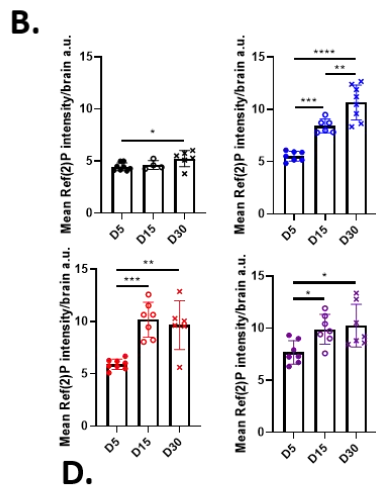 B.
Mean Ref(2)P intensity/brain a.u.
15
10
5
0
*
D5
D15
D30
Mean Ref(2)P intensity/brain a.u.
15
10
5
0
****
**
***
D5
D15
D30
Mean Ref(2)P intensity/brain a.u.
15
10
5
0
**
***
D5
D15
D30
Mean Ref(2)P intensity/brain a.u.
15
10
5
0
*
*
D5
D15
D30
D.